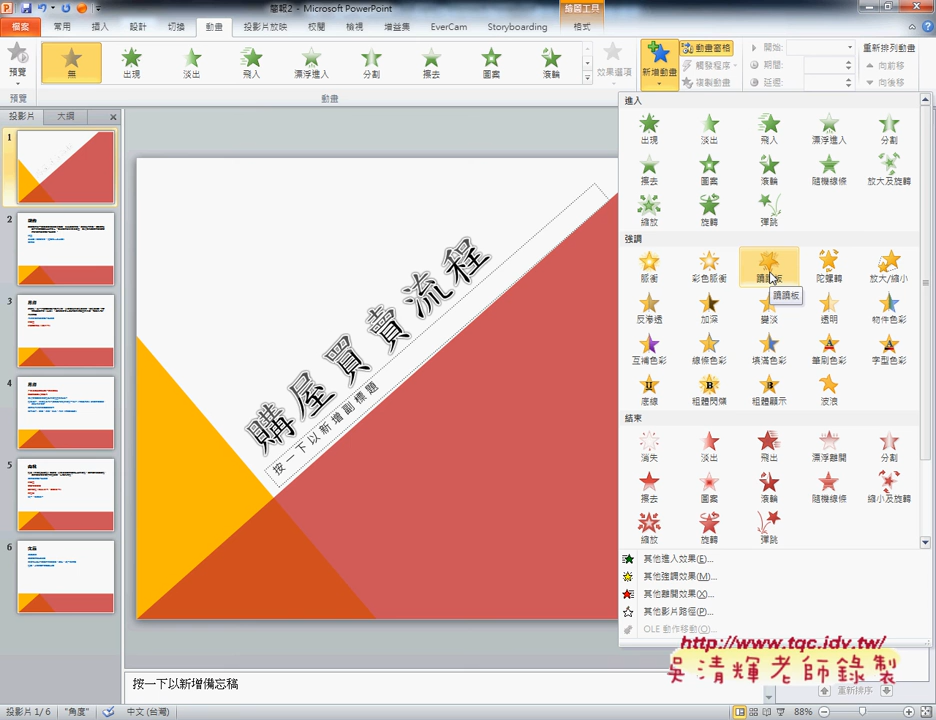 簡報2 - Microsoft PowerPoint
繪圖工具
檔案 常用 插入 設計 切換 動畫 投影片放映 校閱 檢視 增益集 EverCam Storyboarding 格式
預覽 無 出現 淡出 飛入 漂浮進入 分割 擦去 圖案 滾輪 效果選項 新增動畫
動畫窗格 開始: 重新排列動畫
觸發程序 期間: 向前移
複製動畫 延遲: 向後移
預覽 動畫
投影片 大綱
進入
出現 淡出 飛入 漂浮進入 分割
擦去 圖案 滾輪 隨機線條 放大及旋轉
縮放 旋轉 彈跳
強調
脈衝 彩色脈衝 蹺蹺板 陀螺轉 放大/縮小
蹺蹺板
反滲透 加深 變淡 透明 物件色彩
互補色彩 線條色彩 填滿色彩 筆刷色彩 字型色彩
底線 粗體閃爍 粗體顯示 波浪
結束
消失 淡出 飛出 漂浮離開 分割
擦去 圖案 滾輪 隨機線條 縮小及旋轉
縮放 旋轉 彈跳
其他進入效果(E)...
其他強調效果(M)...
其他離開效果(X)...
其他影片路徑(P)...
OLE 動作移動(O)...
1
2
3
4
5
6
購屋買賣流程
按一下以新增副標題
http://www.tqc.idv.tw/
吳清輝老師錄製
按一下以新增備忘稿
重新排序
投影片 1/6 "角度" 中文 (台灣) 88%